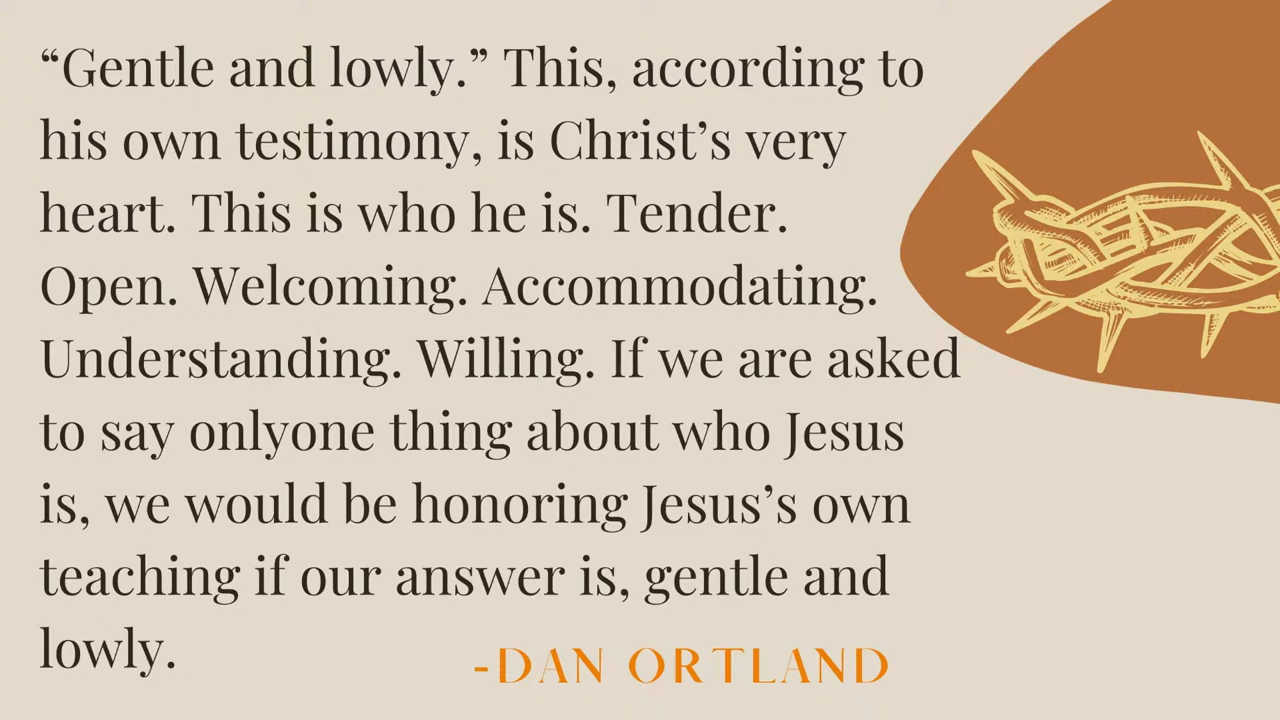 “Gentle and lowly.” This, according to
his own testimony, is Christ’s very
heart. This is who he is. Tender.
Open. Welcoming. Accommodating.
Understanding. Willing. If we are asked
to say onlyone thing about who Jesus
is, we would be honoring Jesus’s own
teaching if our answer is, gentle and
lowly.
-DAN ORTLAND